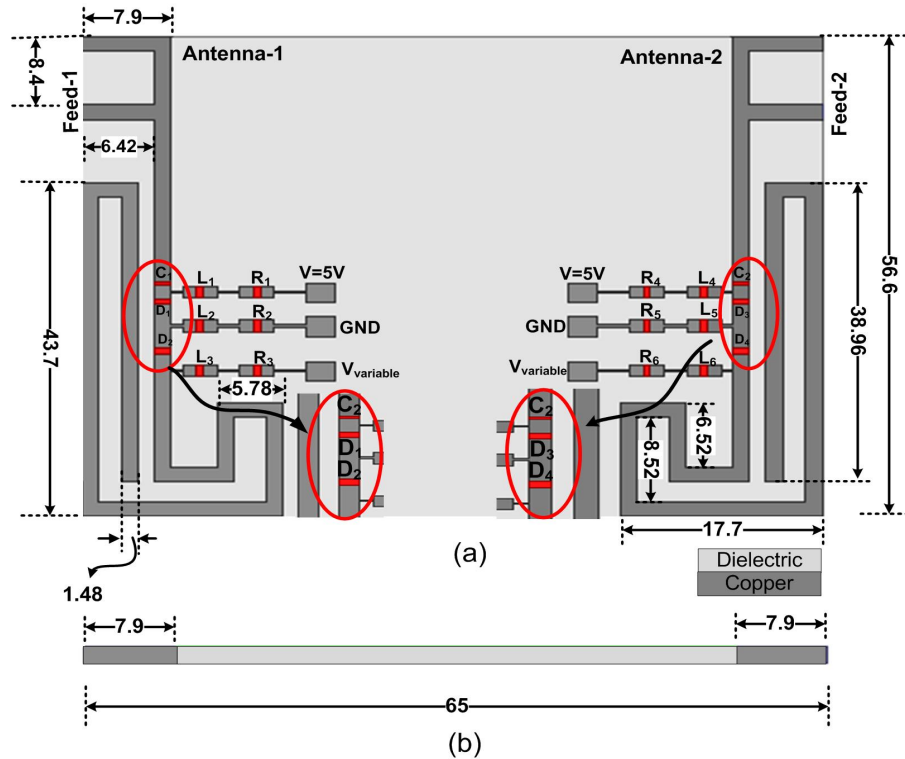 7.9
Antenna-1
Antenna-2
8.4
Feed-1
Feed-2
6.42
43.7
56.6
38.96
C1 L1 R1 V=5V
D1 L2 R2 GND
D2 L3 R3 Vvariable
V=5V R4 L4 C2
GND R5 L5 D3
Vvariable R6 L6 D4
5.78
C2
D1
D2
C2
D3
D4
8.52
6.52
17.7
1.48
(a)
Dielectric
Copper
7.9
7.9
65
(b)